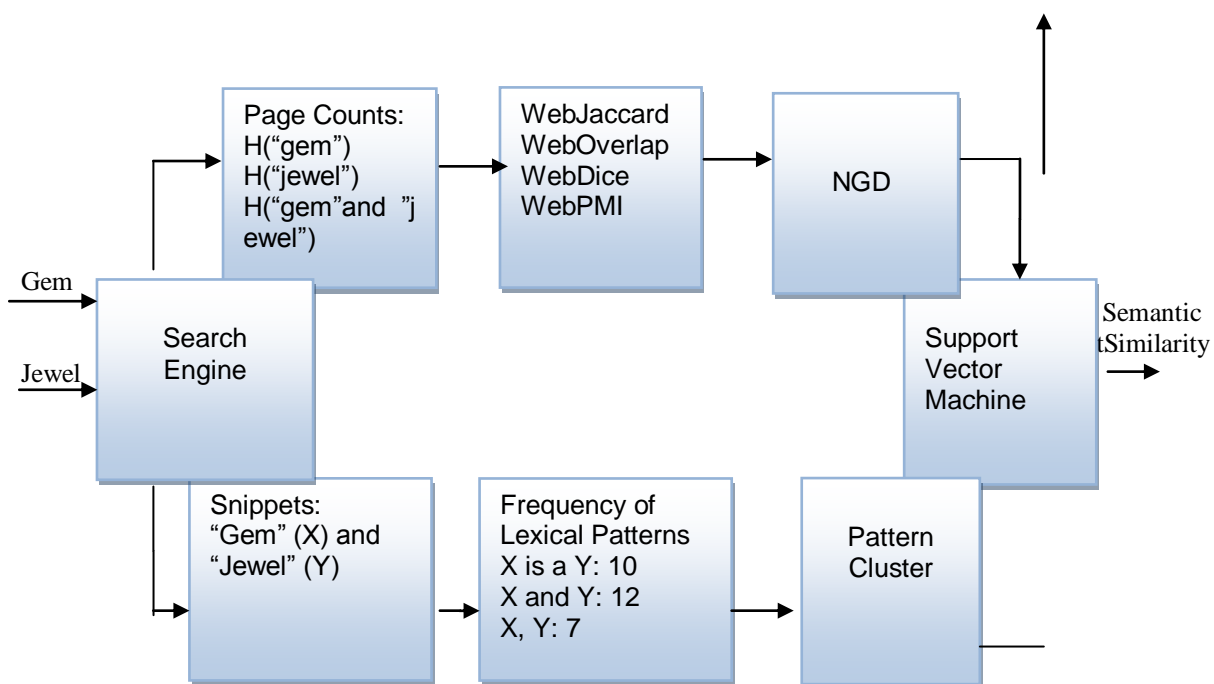 Page Counts:
H(“gem”)
H(“jewel”)
H(“gem”and ”j
ewel”)
WebJaccard
WebOverlap
WebDice
WebPMI
NGD
Gem
Jewel
Search
Engine
Support
Vector
Machine
Semantic
tSimilarity
Snippets:
“Gem” (X) and
“Jewel” (Y)
Frequency of
Lexical Patterns
X is a Y: 10
X and Y: 12
X, Y: 7
Pattern
Cluster